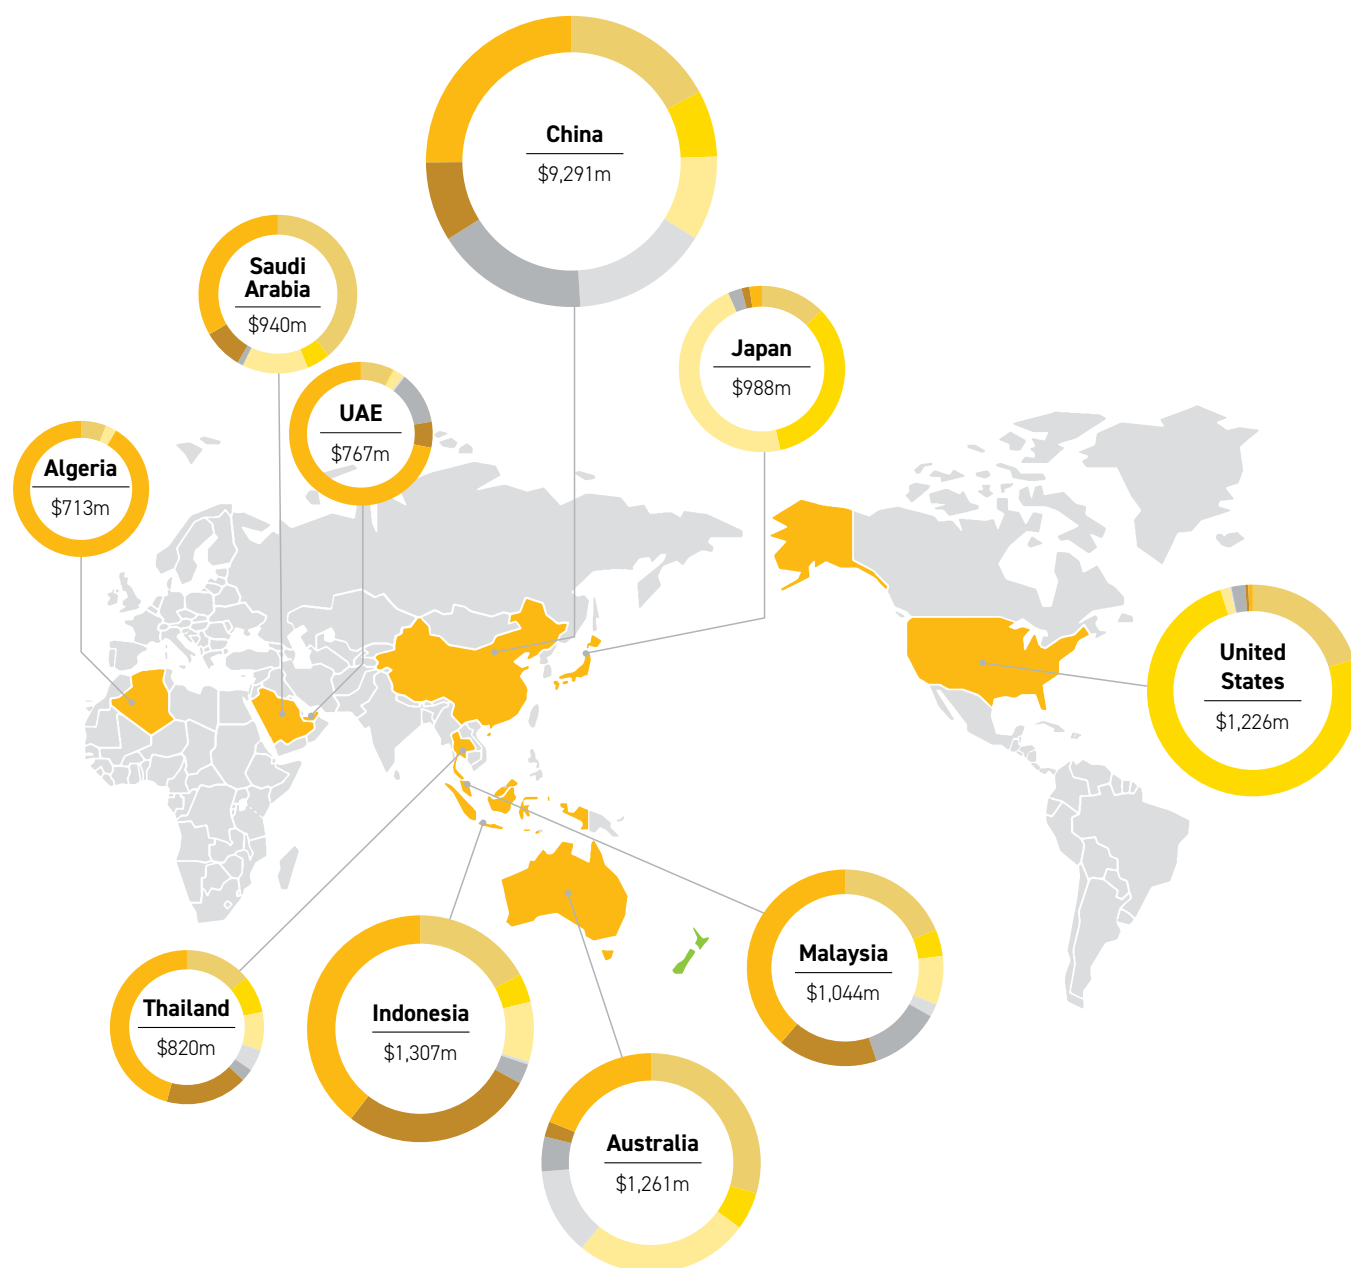 China
$9,291m
Saudi
Arabia
$940m
Japan
$988m
UAE
$767m
Algeria
$713m
United
States
$1,226m
Malaysia
$1,044m
Thailand
$820m
Indonesia
$1,307m
Australia
$1,261m